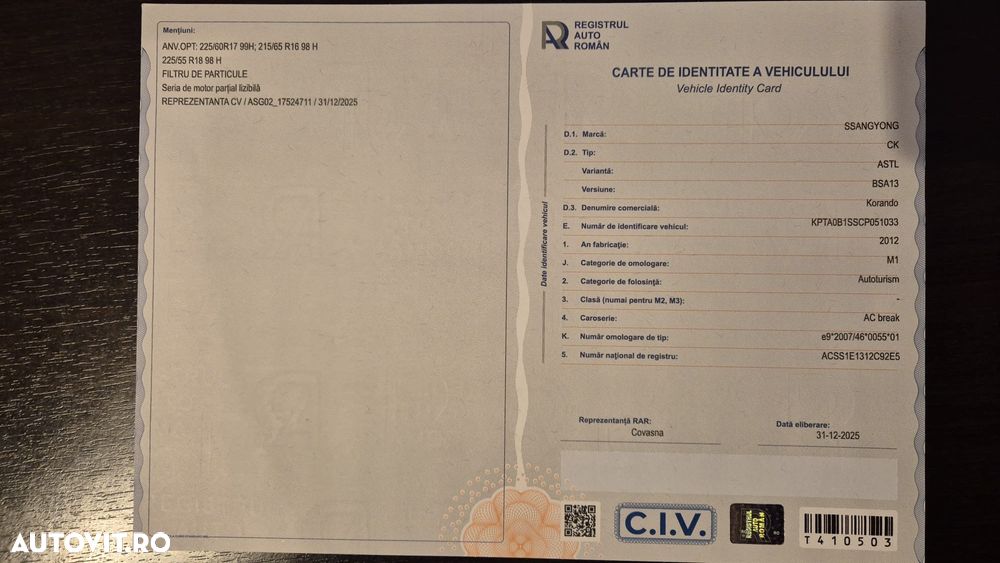 Mențiuni:
ANV.OPT: 225/60R17 99H; 215/65 R16 98 H
225/55 R18 98 H
FILTRU DE PARTICULE
Seria de motor parțial lizibilă
REPREZENTANTA CV / ASG02_17524711 / 31/12/2025
REGISTRUL
AUTO
ROMÂN
CARTE DE IDENTITATE A VEHICULULUI
Vehicle Identity Card
Date identificare vehicul
D.1. Marcă: SSANGYONG
D.2. Tip: CK
Variantă: ASTL
Versiune: BSA13
D.3. Denumire comercială: Korando
E. Număr de identificare vehicul: KPTA0B1SSCP051033
1. An fabricație: 2012
J. Categorie de omologare: M1
2. Categorie de folosință: Autoturism
3. Clasă (numai pentru M2, M3): -
4. Caroserie: AC break
K. Număr omologare de tip: e9*2007/46*0055*01
5. Număr național de registru: ACSS1E1312C92E5
Reprezentanță RAR: Covasna
Dată eliberare: 31-12-2025
C.I.V.
REGISTRUL
AUTO
ROMÂN
T410503
AUTOVIT.RO